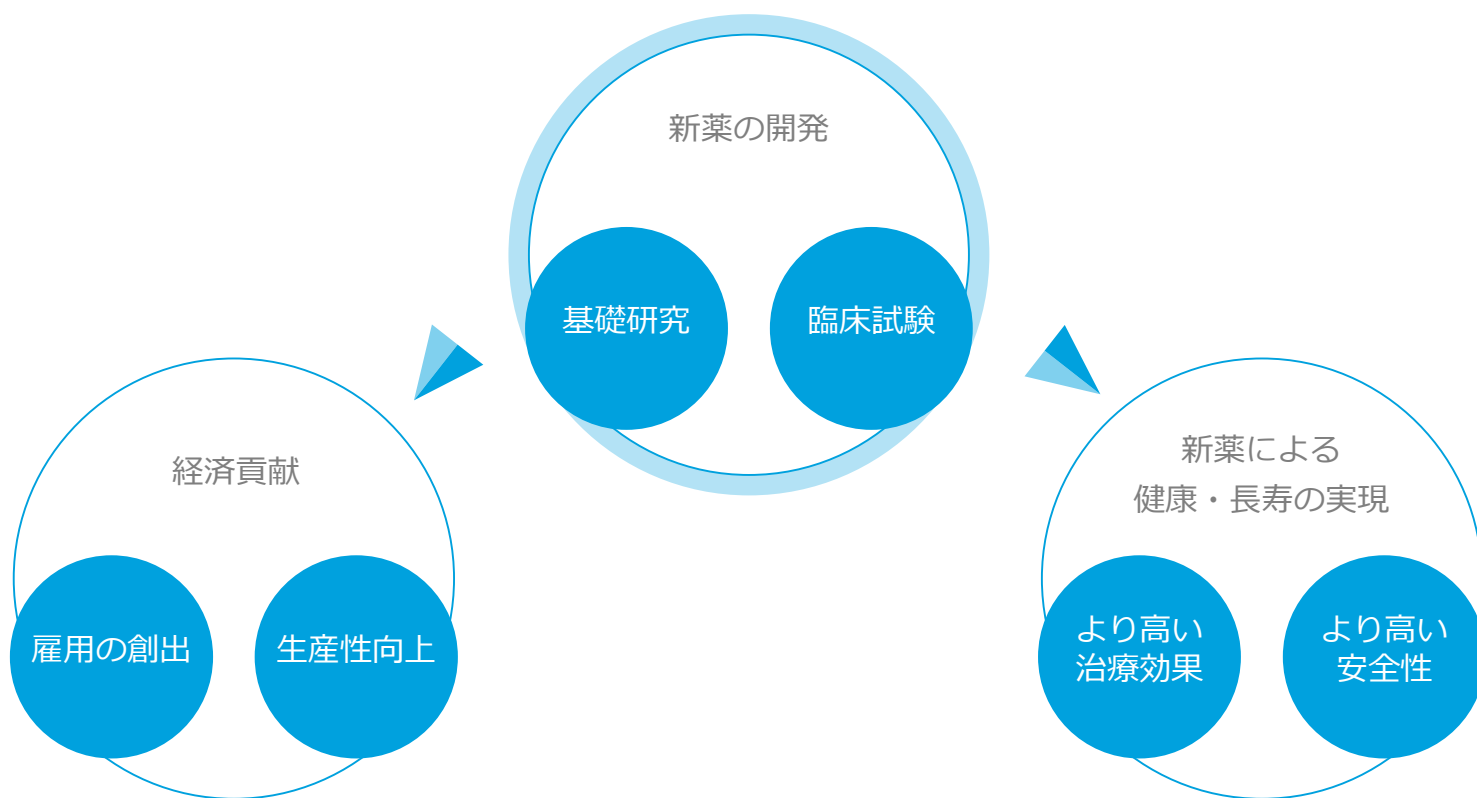 新薬の開発
基礎研究
臨床試験
経済貢献
雇用の創出
生産性向上
新薬による
健康・長寿の実現
より高い
治療効果
より高い
安全性